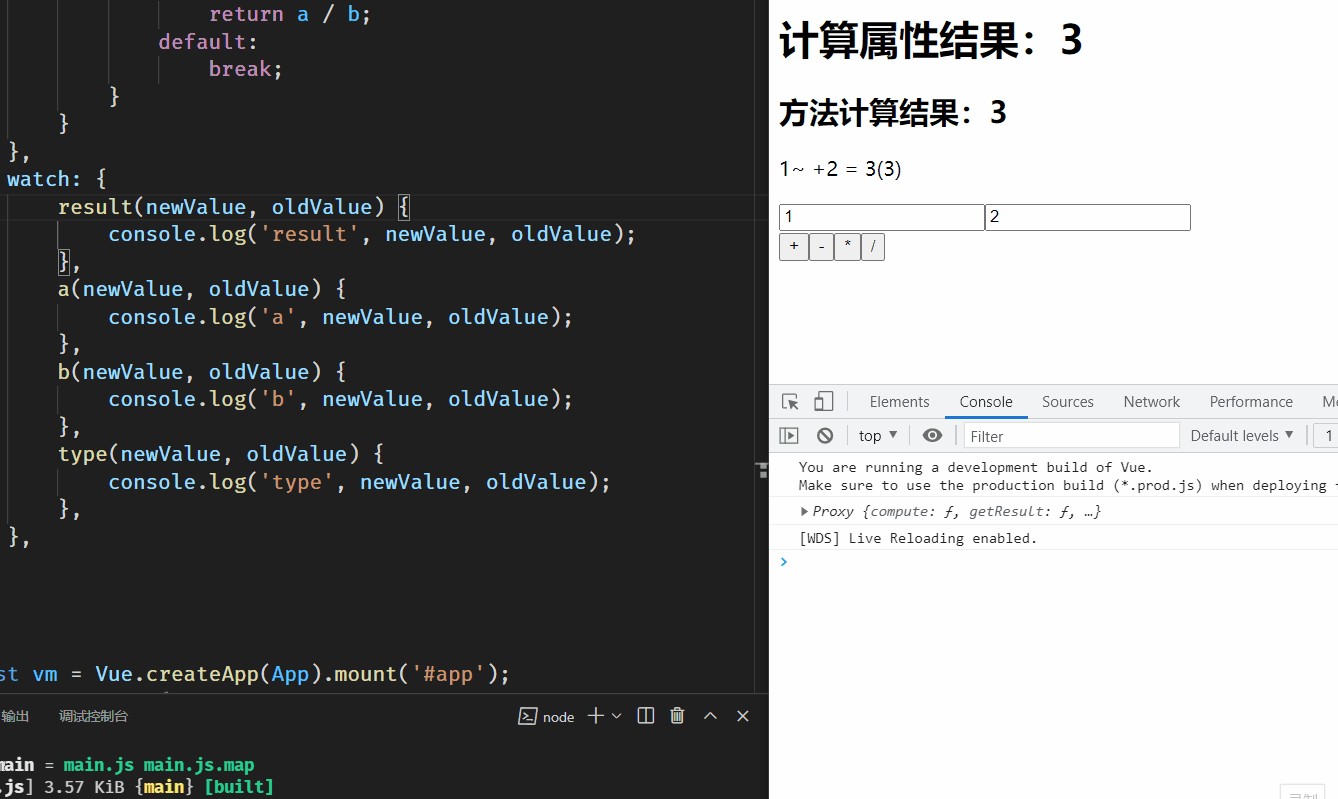 return a / b;
default:
break;
}
}
},
watch: {
result(newValue, oldValue) {
console.log('result', newValue, oldValue);
},
a(newValue, oldValue) {
console.log('a', newValue, oldValue);
},
b(newValue, oldValue) {
console.log('b', newValue, oldValue);
},
type(newValue, oldValue) {
console.log('type', newValue, oldValue);
},
},
st vm = Vue.createApp(App).mount('#app');
输出 调试控制台 node
main = main.js main.js.map
.js] 3.57 KiB {main} [built]
计算属性结果：3
方法计算结果：3
1~ +2 = 3(3)
1 2
+ - * /
Elements Console Sources Network Performance Me
top Filter Default levels 1
You are running a development build of Vue.
Make sure to use the production build (*.prod.js) when deploying
Proxy {compute: ƒ, getResult: ƒ, …}
[WDS] Live Reloading enabled.